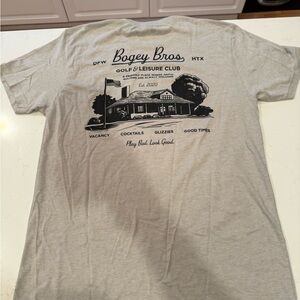 Bogey Bros.
DFW HTX
GOLF & LEISURE CLUB
Est. 2020
VACANCY COCKTAILS GLIZZIES GOOD TIMES
Play Bad. Look Good.